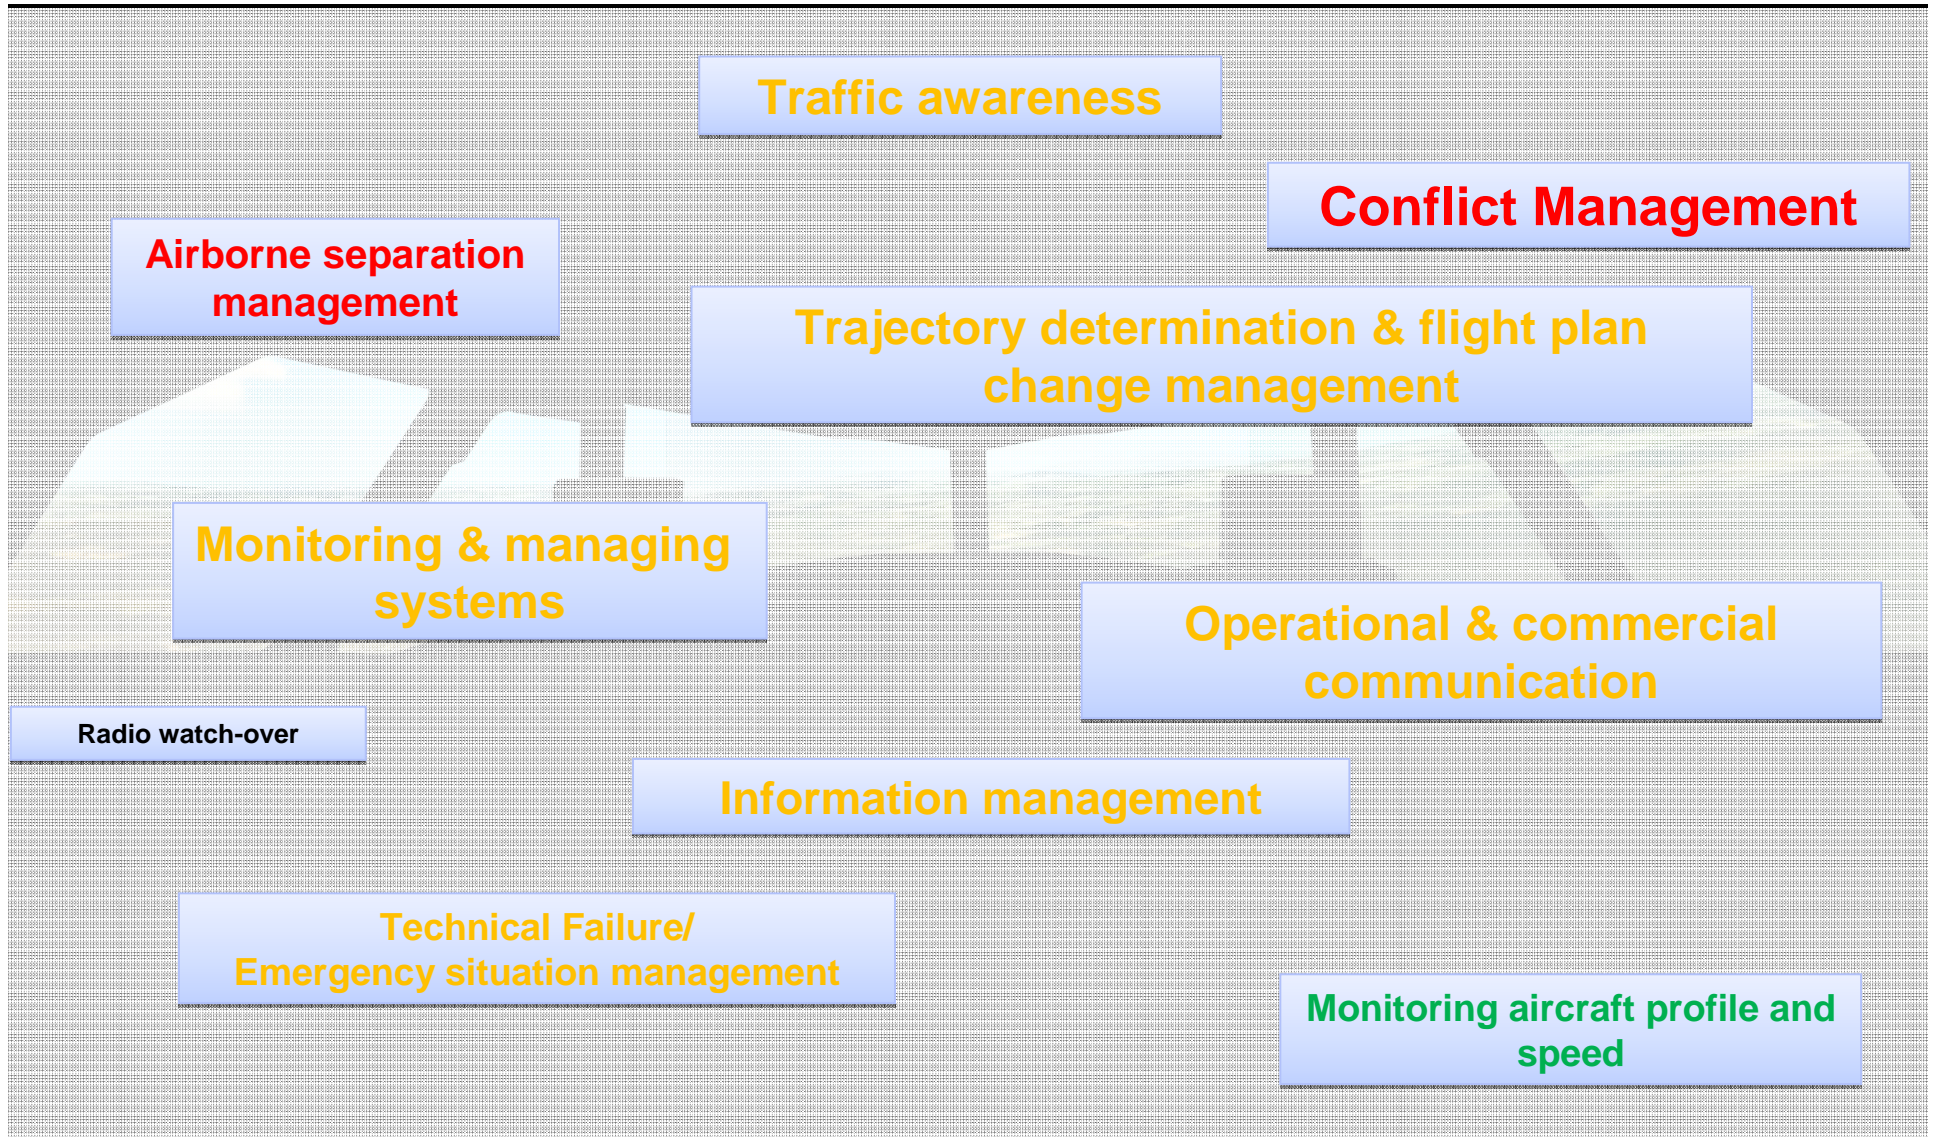 Traffic awareness
Conflict Management
Airborne separation
management
Trajectory determination & flight plan
change management
Monitoring & managing
systems
Operational & commercial
communication
Radio watch-over
Information management
Technical Failure/
Emergency situation management
Monitoring aircraft profile and
speed